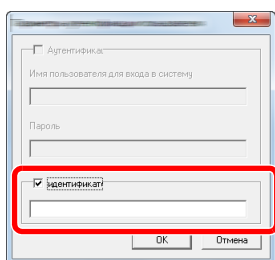 Аутентифика
Имя пользователя для входа в систему
Пароль
идентификат
OK
Отмена